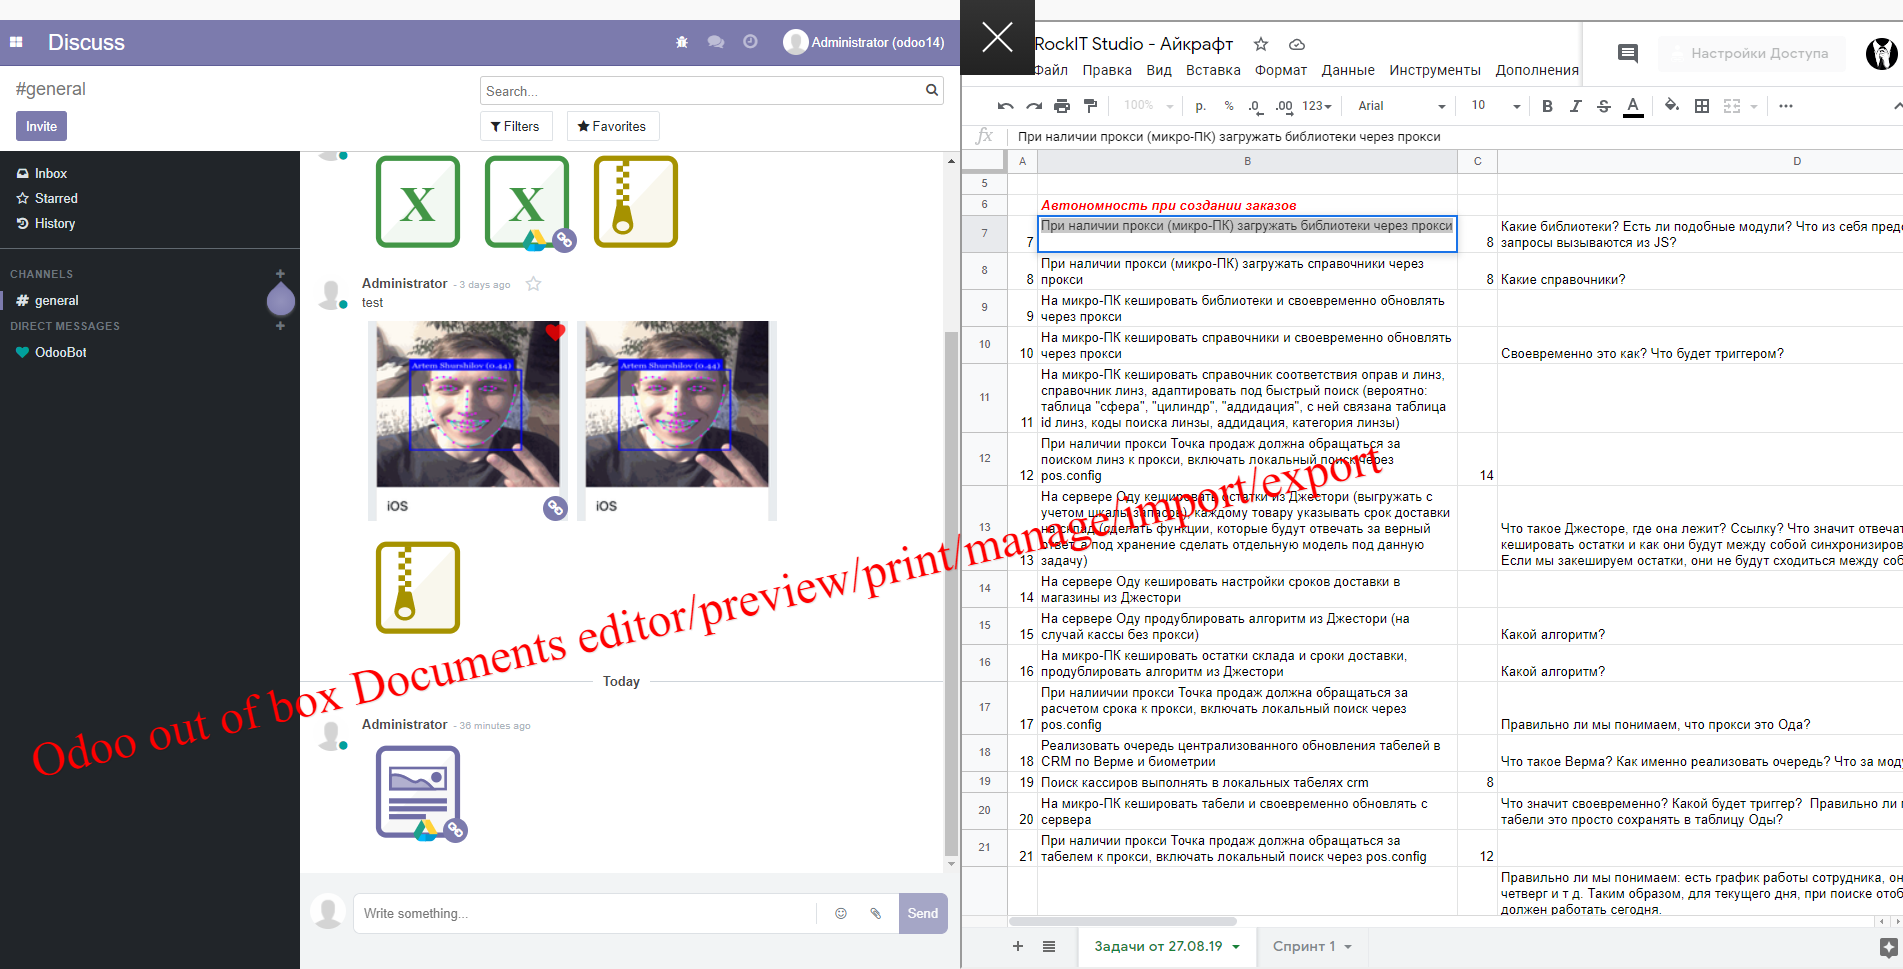 Discuss
Administrator (odoo14)
#general
Search...
Invite
Filters
Favorites
Inbox
Starred
History
CHANNELS
# general
DIRECT MESSAGES
OdooBot
X
X
Administrator - 3 days ago
test
Artem Shurshilov (0.44)
Artem Shurshilov (0.44)
iOS
iOS
Today
Administrator - 36 minutes ago
Write something...
Send
Odoo out of box Documents editor/preview/print/manage/import/export
RockIT Studio - Айкрафт
Файл Правка Вид Вставка Формат Данные Инструменты Дополнения
Настройки Доступа
100% р. % .0 .00 123 Arial 10 B I S A
fx При наличии прокси (микро-ПК) загружать библиотеки через прокси
A B C D
5
6 Автономность при создании заказов
7 7 При наличии прокси (микро-ПК) загружать библиотеки через прокси 8
Какие библиотеки? Есть ли подобные модули? Что из себя предс
запросы вызываются из JS?
8 8 При наличии прокси (микро-ПК) загружать справочники через
прокси
8 Какие справочники?
9 9 На микро-ПК кешировать библиотеки и своевременно обновлять
через прокси
10 10 На микро-ПК кешировать справочники и своевременно обновлять
через прокси
Своевременно это как? Что будет триггером?
11 11 На микро-ПК кешировать справочник соответствия оправ и линз,
справочник линз, адаптировать под быстрый поиск (вероятно:
таблица "сфера", "цилиндр", "аддидация", с ней связана таблица
id линз, коды поиска линзы, аддидация, категория линзы)
12 12 При наличии прокси Точка продаж должна обращаться за
поиском линз к прокси, включать локальный поиск через
pos.config
14
13 13 На сервере Оду кешировать остатки из Джестори (выгружать с
учетом шкалы запасов), каждому товару указывать срок доставки
на склад (сделать функции, которые будут отвечать за верный
ответ, а под хранение сделать отдельную модель под данную
задачу)
Что такое Джесторе, где она лежит? Ссылку? Что значит отвечат
кешировать остатки и как они будут между собой синхронизиров
Если мы закешируем остатки, они не будут сходиться между соб
14 14 На сервере Оду кешировать настройки сроков доставки в
магазины из Джестори
15 15 На сервере Оду продублировать алгоритм из Джестори (на
случай кассы без прокси)
Какой алгоритм?
16 16 На микро-ПК кешировать остатки склада и сроки доставки,
продублировать алгоритм из Джестори
Какой алгоритм?
17 17 При налиичии прокси Точка продаж должна обращаться за
расчетом срока к прокси, включать локальный поиск через
pos.config
Правильно ли мы понимаем, что прокси это Ода?
18 18 Реализовать очередь централизованного обновления табелей в
CRM по Верме и биометрии
Что такое Верма? Как именно реализовать очередь? Что за моду
19 19 Поиск кассиров выполнять в локальных табелях crm 8
20 20 На микро-ПК кешировать табели и своевременно обновлять с
сервера
Что значит своевременно? Какой будет триггер? Правильно ли
табели это просто сохранять в таблицу Оды?
21 21 При наличии прокси Точка продаж должна обращаться за
табелем к прокси, включать локальный поиск через pos.config
12
Правильно ли мы понимаем: есть график работы сотрудника, он
четверг и т д. Таким образом, для текущего дня, при поиске отоб
должен работать сегодня.
Задачи от 27.08.19
Спринт 1